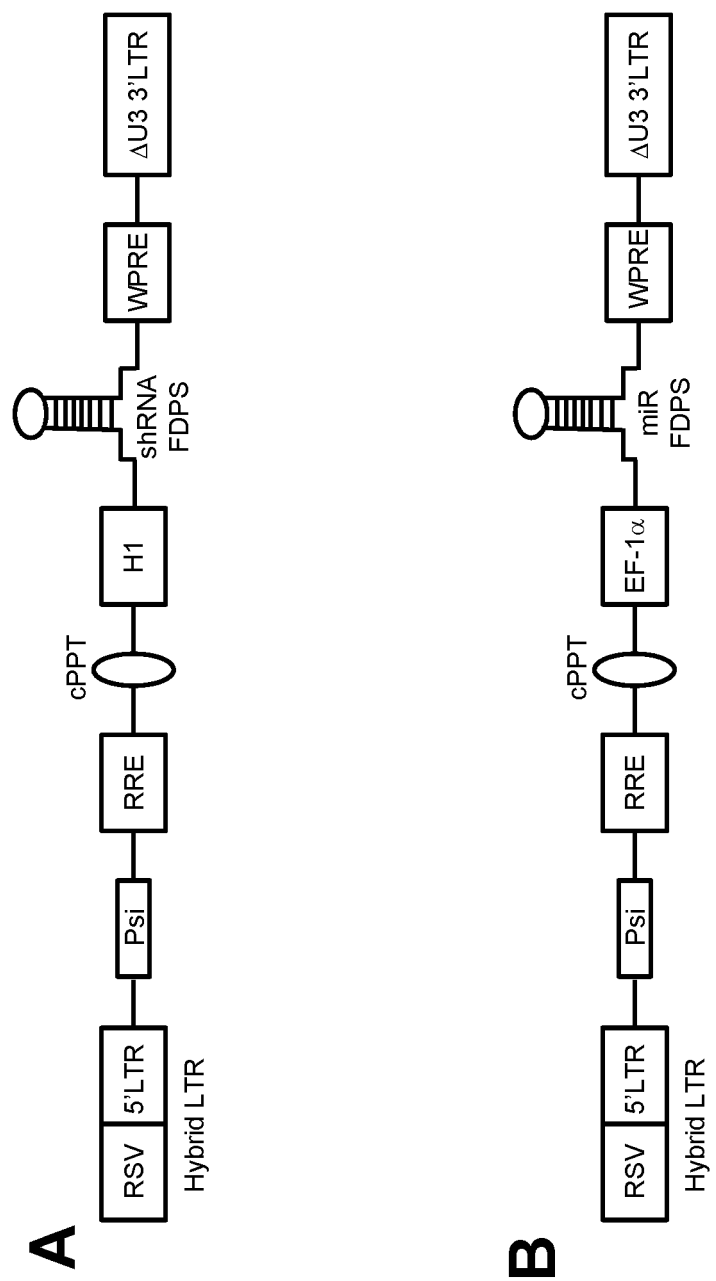 A
RSV
5'LTR
Hybrid LTR
Psi
RRE
cPPT
H1
shRNA
FDPS
WPRE
ΔU3 3'LTR
B
RSV
5'LTR
Hybrid LTR
Psi
RRE
cPPT
EF-1α
miR
FDPS
WPRE
ΔU3 3'LTR